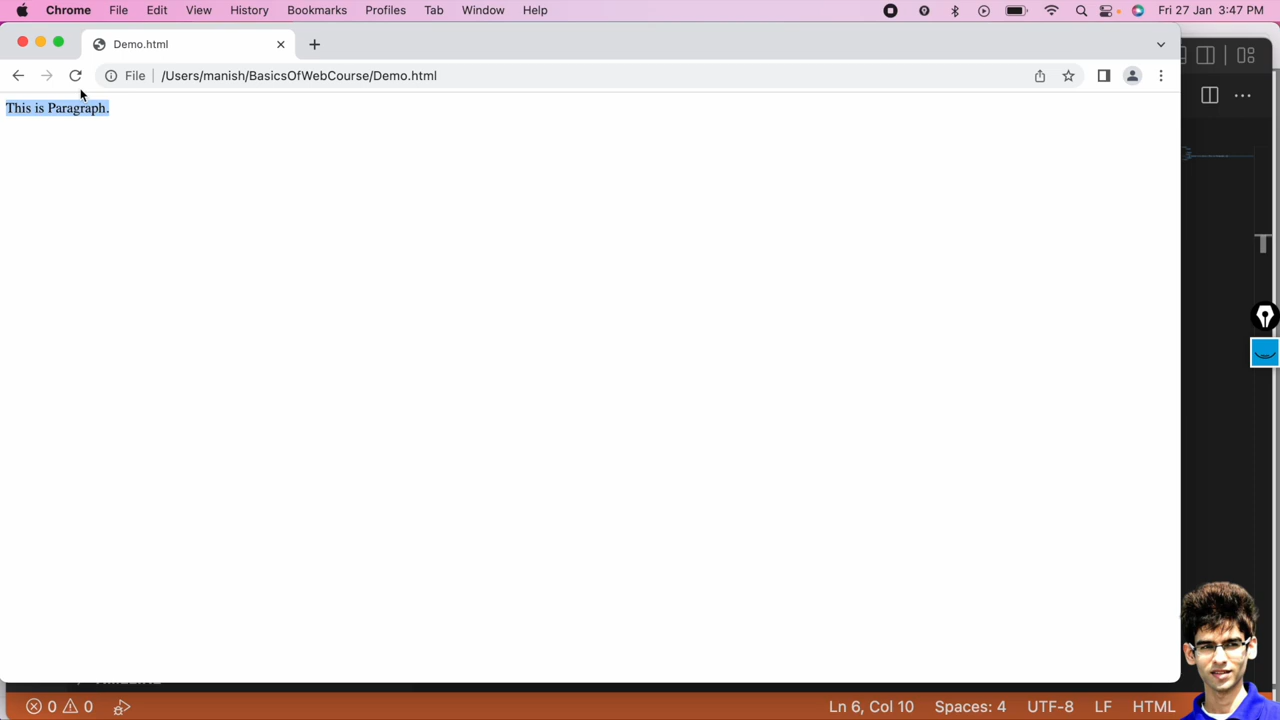 Chrome File Edit View History Bookmarks Profiles Tab Window Help Fri 27 Jan 3:47 PM
Demo.html
File /Users/manish/BasicsOfWebCourse/Demo.html
This is Paragraph.
T
0 0 Ln 6, Col 10 Spaces: 4 UTF-8 LF HTML